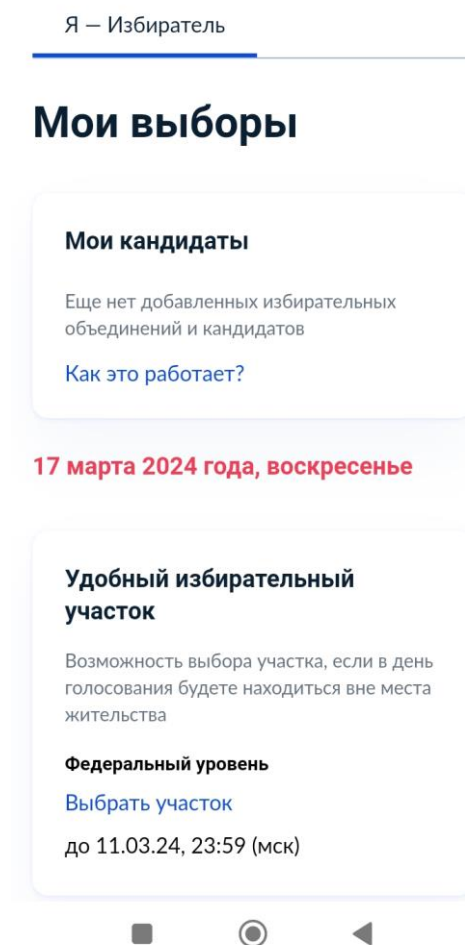 Я — Избиратель
Мои выборы
Мои кандидаты
Еще нет добавленных избирательных
объединений и кандидатов
Как это работает?
17 марта 2024 года, воскресенье
Удобный избирательный
участок
Возможность выбора участка, если в день
голосования будете находиться вне места
жительства
Федеральный уровень
Выбрать участок
до 11.03.24, 23:59 (мск)